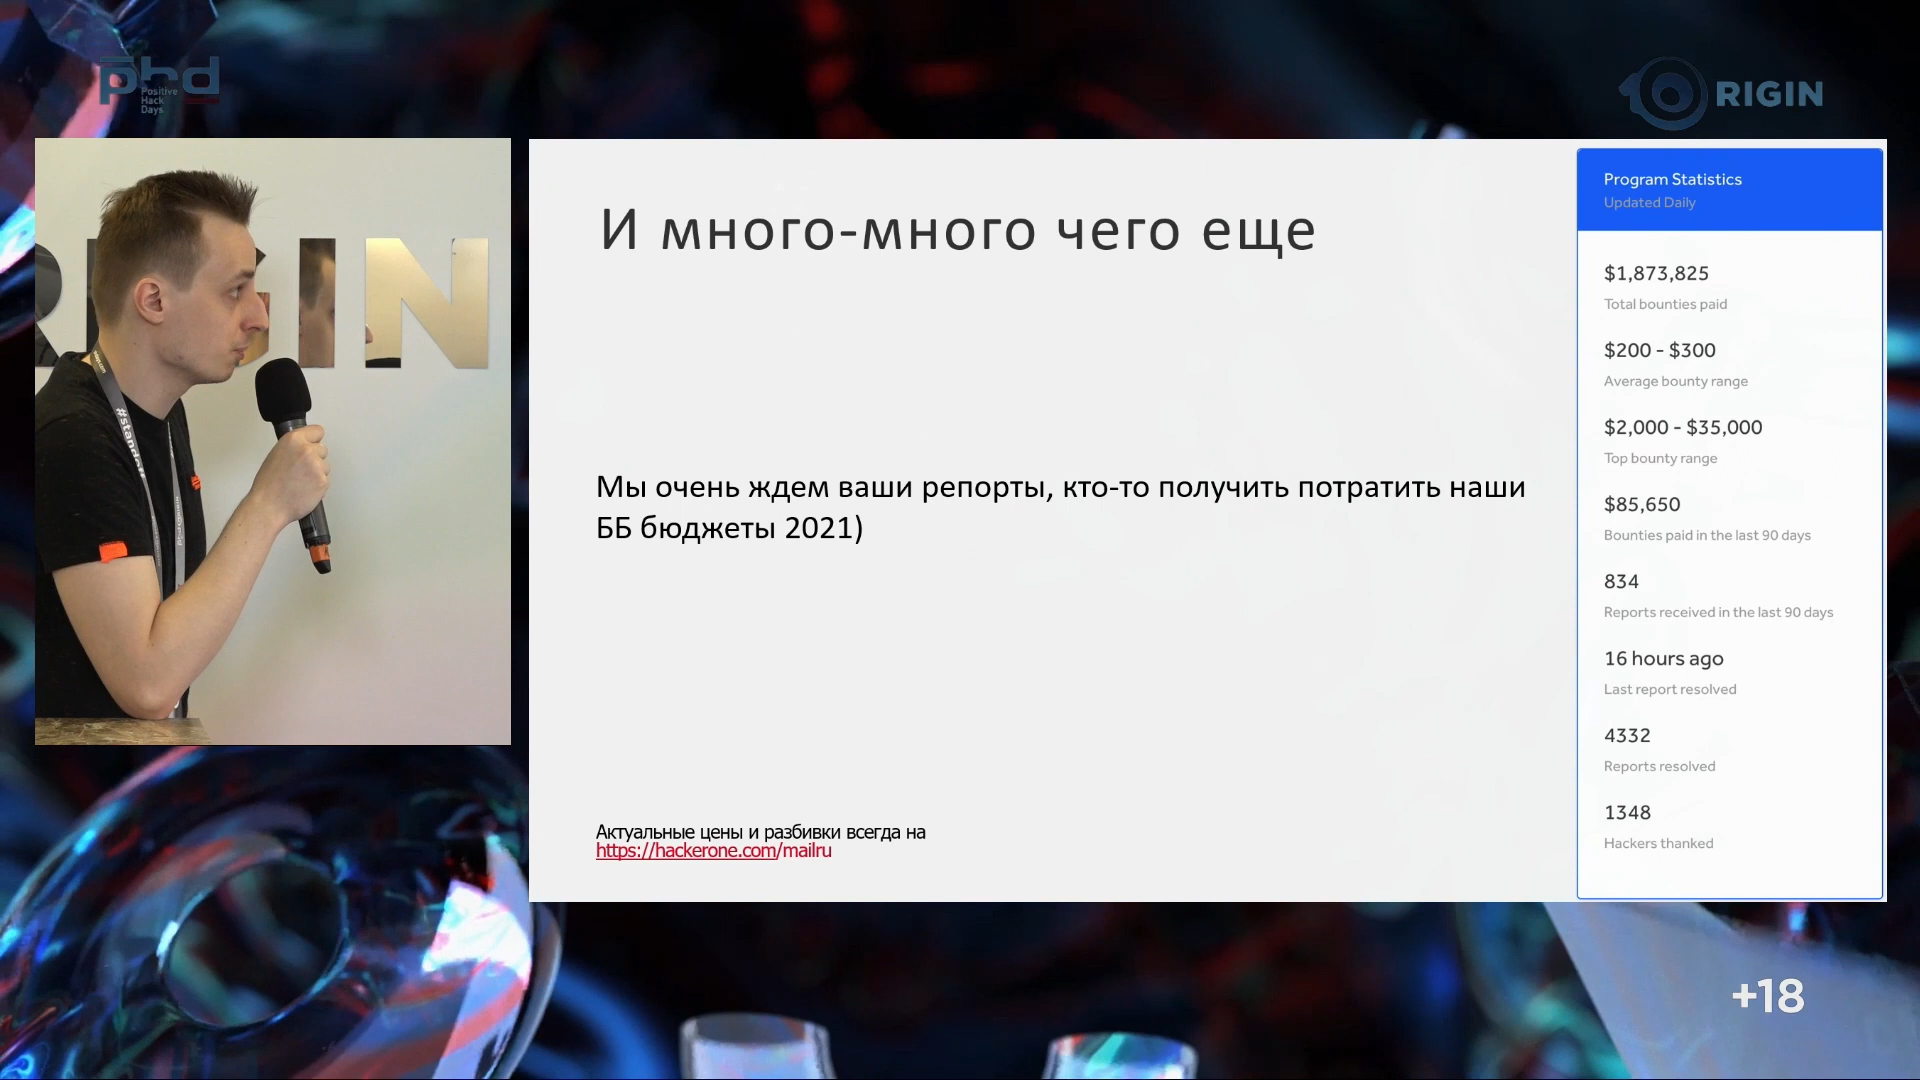 phd
Positive
Hack
Days
10
RIGIN
RIGIN
#standoff
И много-много чего еще
Мы очень ждем ваши репорты, кто-то получить потратить наши
ББ бюджеты 2021)
Актуальные цены и разбивки всегда на
https://hackerone.com/mailru
Program Statistics
Updated Daily
$1,873,825
Total bounties paid
$200 - $300
Average bounty range
$2,000 - $35,000
Top bounty range
$85,650
Bounties paid in the last 90 days
834
Reports received in the last 90 days
16 hours ago
Last report resolved
4332
Reports resolved
1348
Hackers thanked
+18